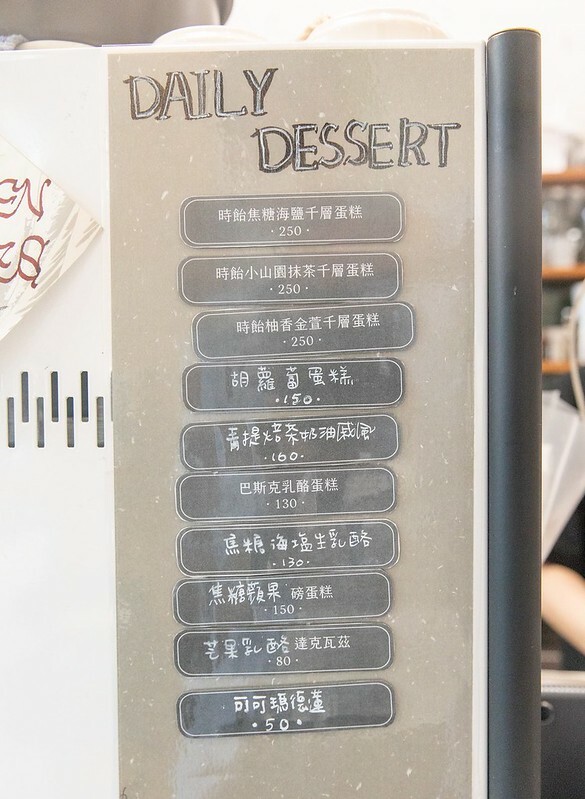 DAILY
DESSERT
時飴焦糖海鹽千層蛋糕
· 250 ·
時飴小山園抹茶千層蛋糕
· 250 ·
時飴柚香金萱千層蛋糕
· 250 ·
胡蘿蔔蛋糕
· 150 ·
青提焙茶奶油戚風
· 160 ·
巴斯克乳酪蛋糕
· 130 ·
焦糖海塩生乳酪
· 130 ·
焦糖蘋果 磅蛋糕
· 150 ·
芒果乳酪 達克瓦茲
· 80 ·
可可瑪德蓮
· 50 ·